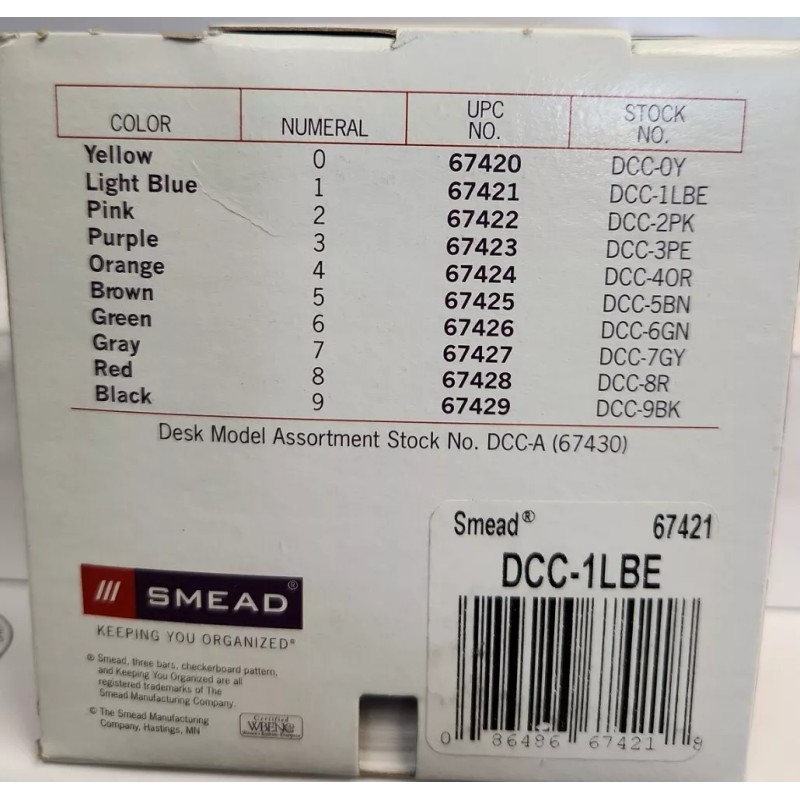 COLOR NUMERAL UPC NO. STOCK NO.
Yellow 0 67420 DCC-0Y
Light Blue 1 67421 DCC-1LBE
Pink 2 67422 DCC-2PK
Purple 3 67423 DCC-3PE
Orange 4 67424 DCC-4OR
Brown 5 67425 DCC-5BN
Green 6 67426 DCC-6GN
Gray 7 67427 DCC-7GY
Red 8 67428 DCC-8R
Black 9 67429 DCC-9BK
Desk Model Assortment Stock No. DCC-A (67430)
Smead® 67421
DCC-1LBE
0 86486 67421 8
SMEAD®
KEEPING YOU ORGANIZED®
® Smead, three bars, checkerboard pattern,
and Keeping You Organized are all
registered trademarks of The
Smead Manufacturing Company.
© The Smead Manufacturing
Company, Hastings, MN
Certified
WBENC